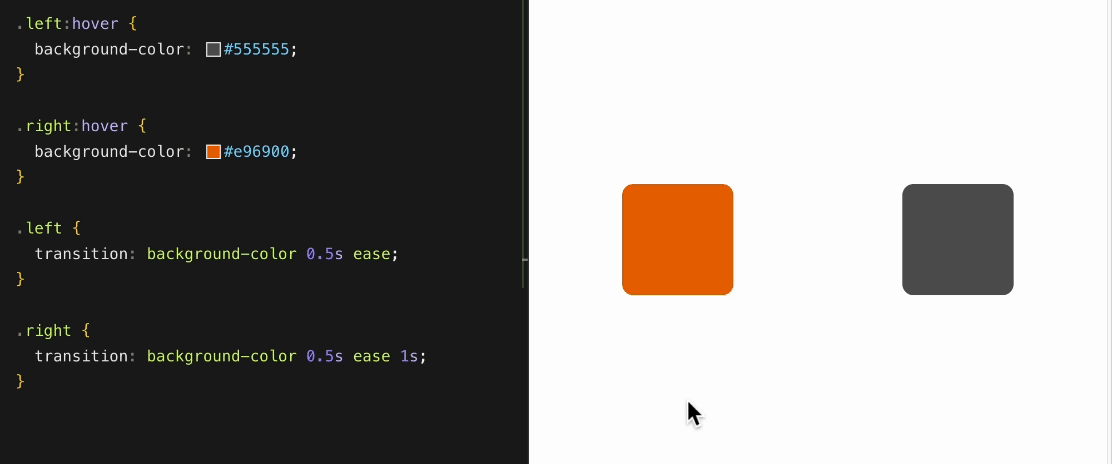 .left:hover {
background-color: #555555;
}
.right:hover {
background-color: #e96900;
}
.left {
transition: background-color 0.5s ease;
}
.right {
transition: background-color 0.5s ease 1s;
}